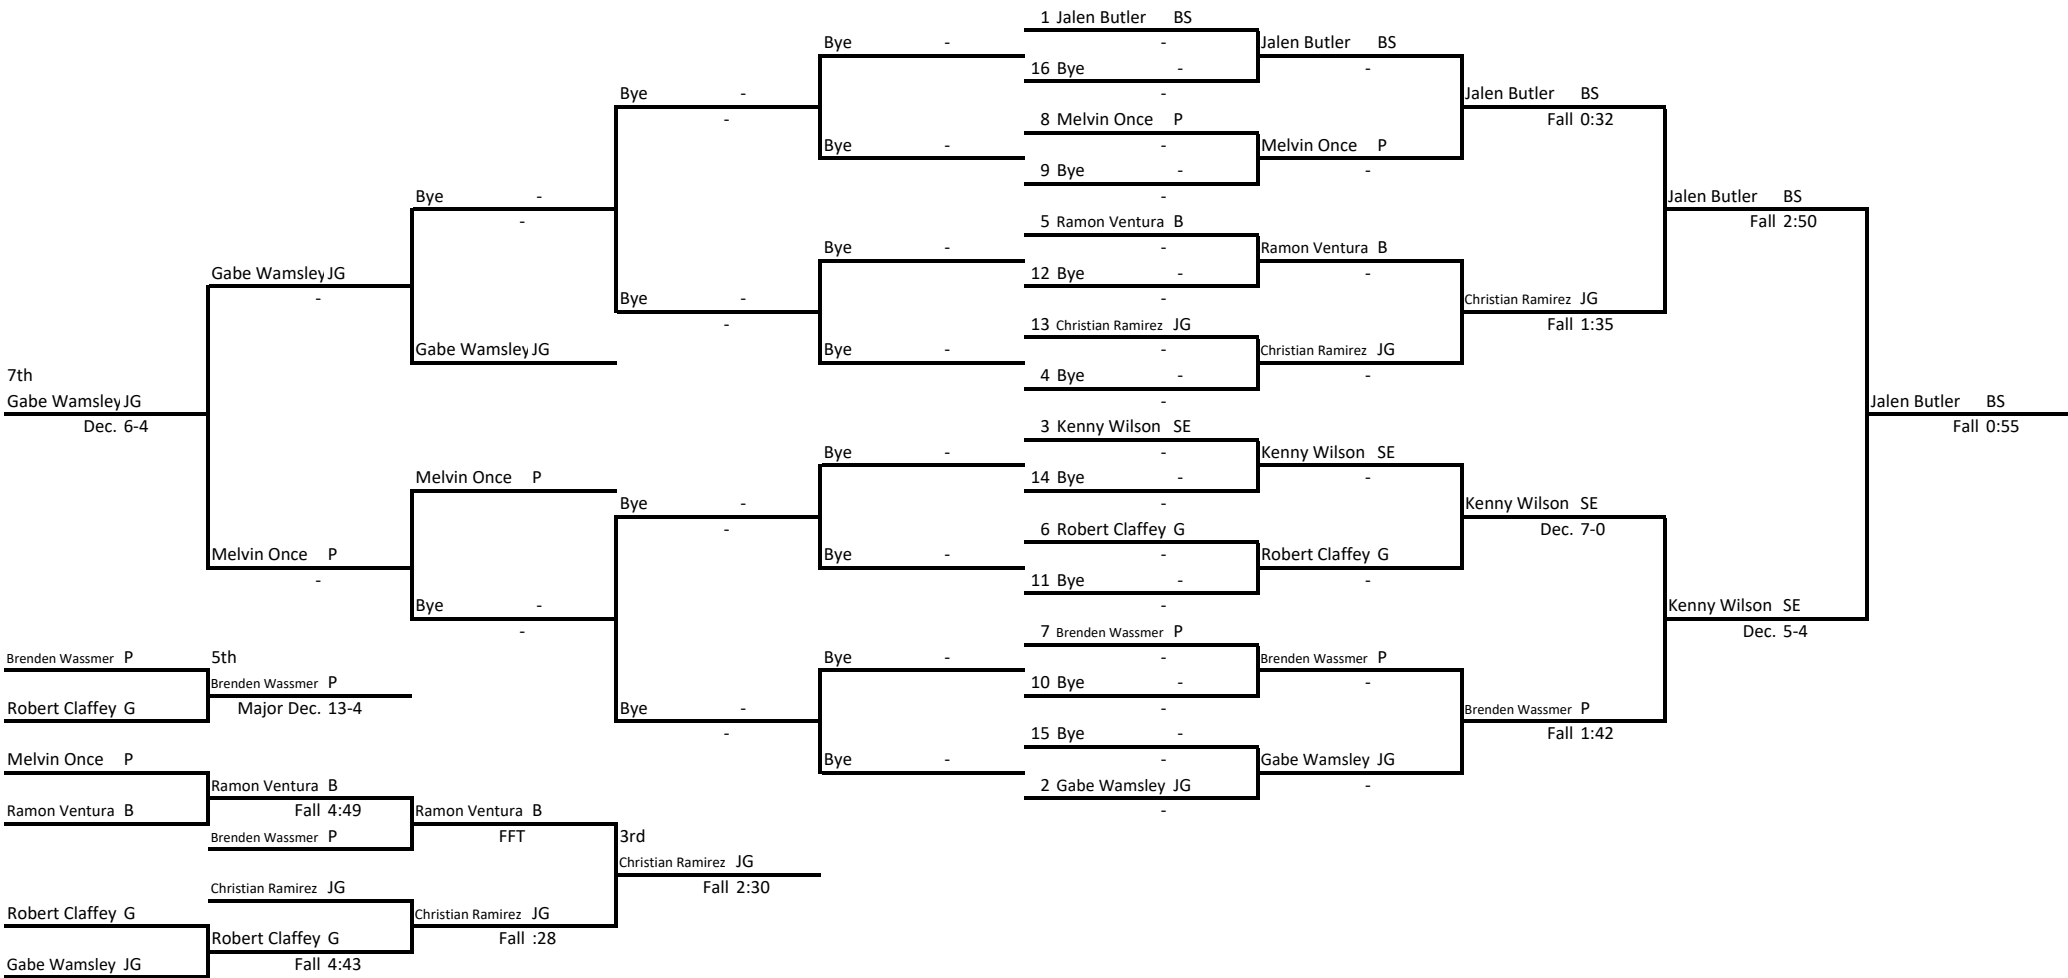 1 Jalen Butler BS
Bye - - Jalen Butler BS
16 Bye - -
Bye - - Jalen Butler BS
- 8 Melvin Once P Fall 0:32
Bye - - Melvin Once P
9 Bye - -
Bye - - Jalen Butler BS
- 5 Ramon Ventura B Fall 2:50
Bye - - Ramon Ventura B
Gabe Wamsley JG 12 Bye - -
- Bye - - Christian Ramirez JG
- 13 Christian Ramirez JG Fall 1:35
Gabe Wamsley JG Bye - - Christian Ramirez JG
7th 4 Bye - -
Gabe Wamsley JG - Jalen Butler BS
Dec. 6-4 3 Kenny Wilson SE Fall 0:55
Bye - - Kenny Wilson SE
Melvin Once P 14 Bye - -
Bye - - Kenny Wilson SE
- 6 Robert Claffey G Dec. 7-0
Melvin Once P Bye - - Robert Claffey G
- 11 Bye - -
Bye - - Kenny Wilson SE
- 7 Brenden Wassmer P Dec. 5-4
Brenden Wassmer P 5th Bye - - Brenden Wassmer P
Brenden Wassmer P 10 Bye - -
Robert Claffey G Major Dec. 13-4 Bye - - Brenden Wassmer P
- 15 Bye - Fall 1:42
Melvin Once P Bye - - Gabe Wamsley JG
Ramon Ventura B 2 Gabe Wamsley JG -
Ramon Ventura B Fall 4:49 Ramon Ventura B -
Brenden Wassmer P FFT 3rd
Christian Ramirez JG
Christian Ramirez JG Fall 2:30
Robert Claffey G Christian Ramirez JG
Robert Claffey G Fall :28
Gabe Wamsley JG Fall 4:43